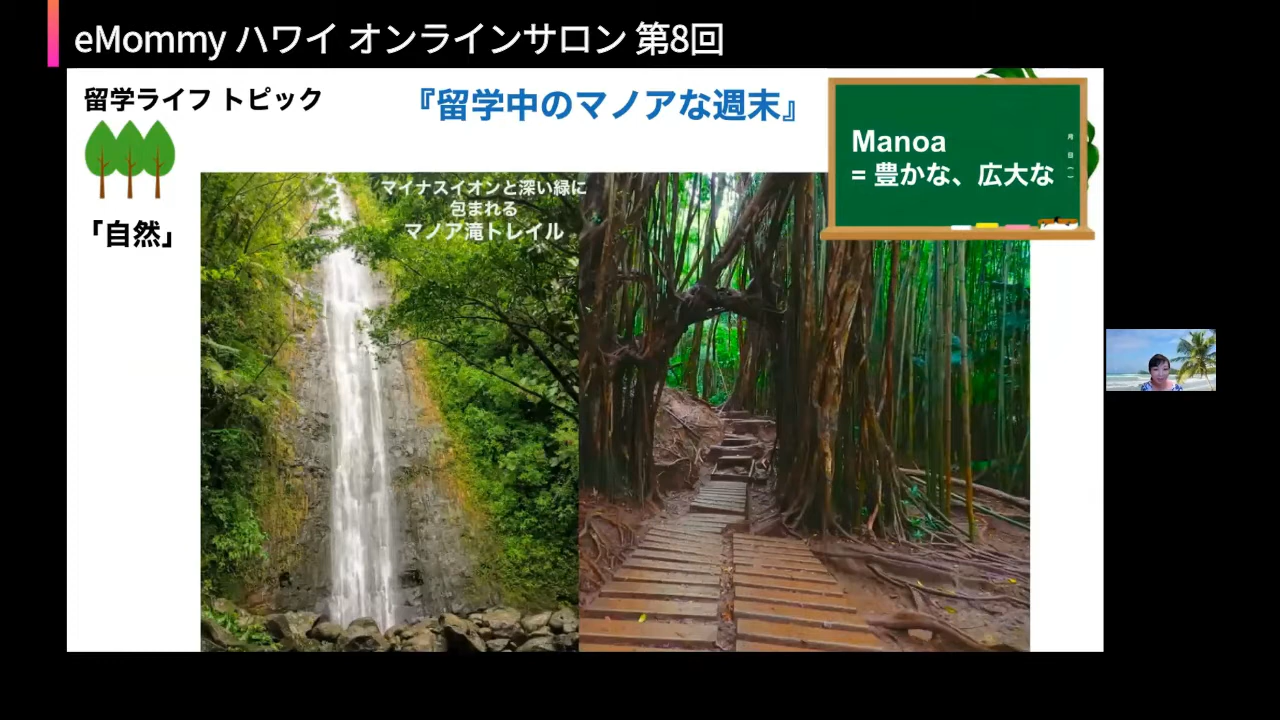 eMommy ハワイ オンラインサロン 第8回
留学ライフ トピック
『留学中のマノアな週末』
Manoa
= 豊かな、広大な
月
日
「自然」
マイナスイオンと深い緑に
包まれる
マノア滝トレイル